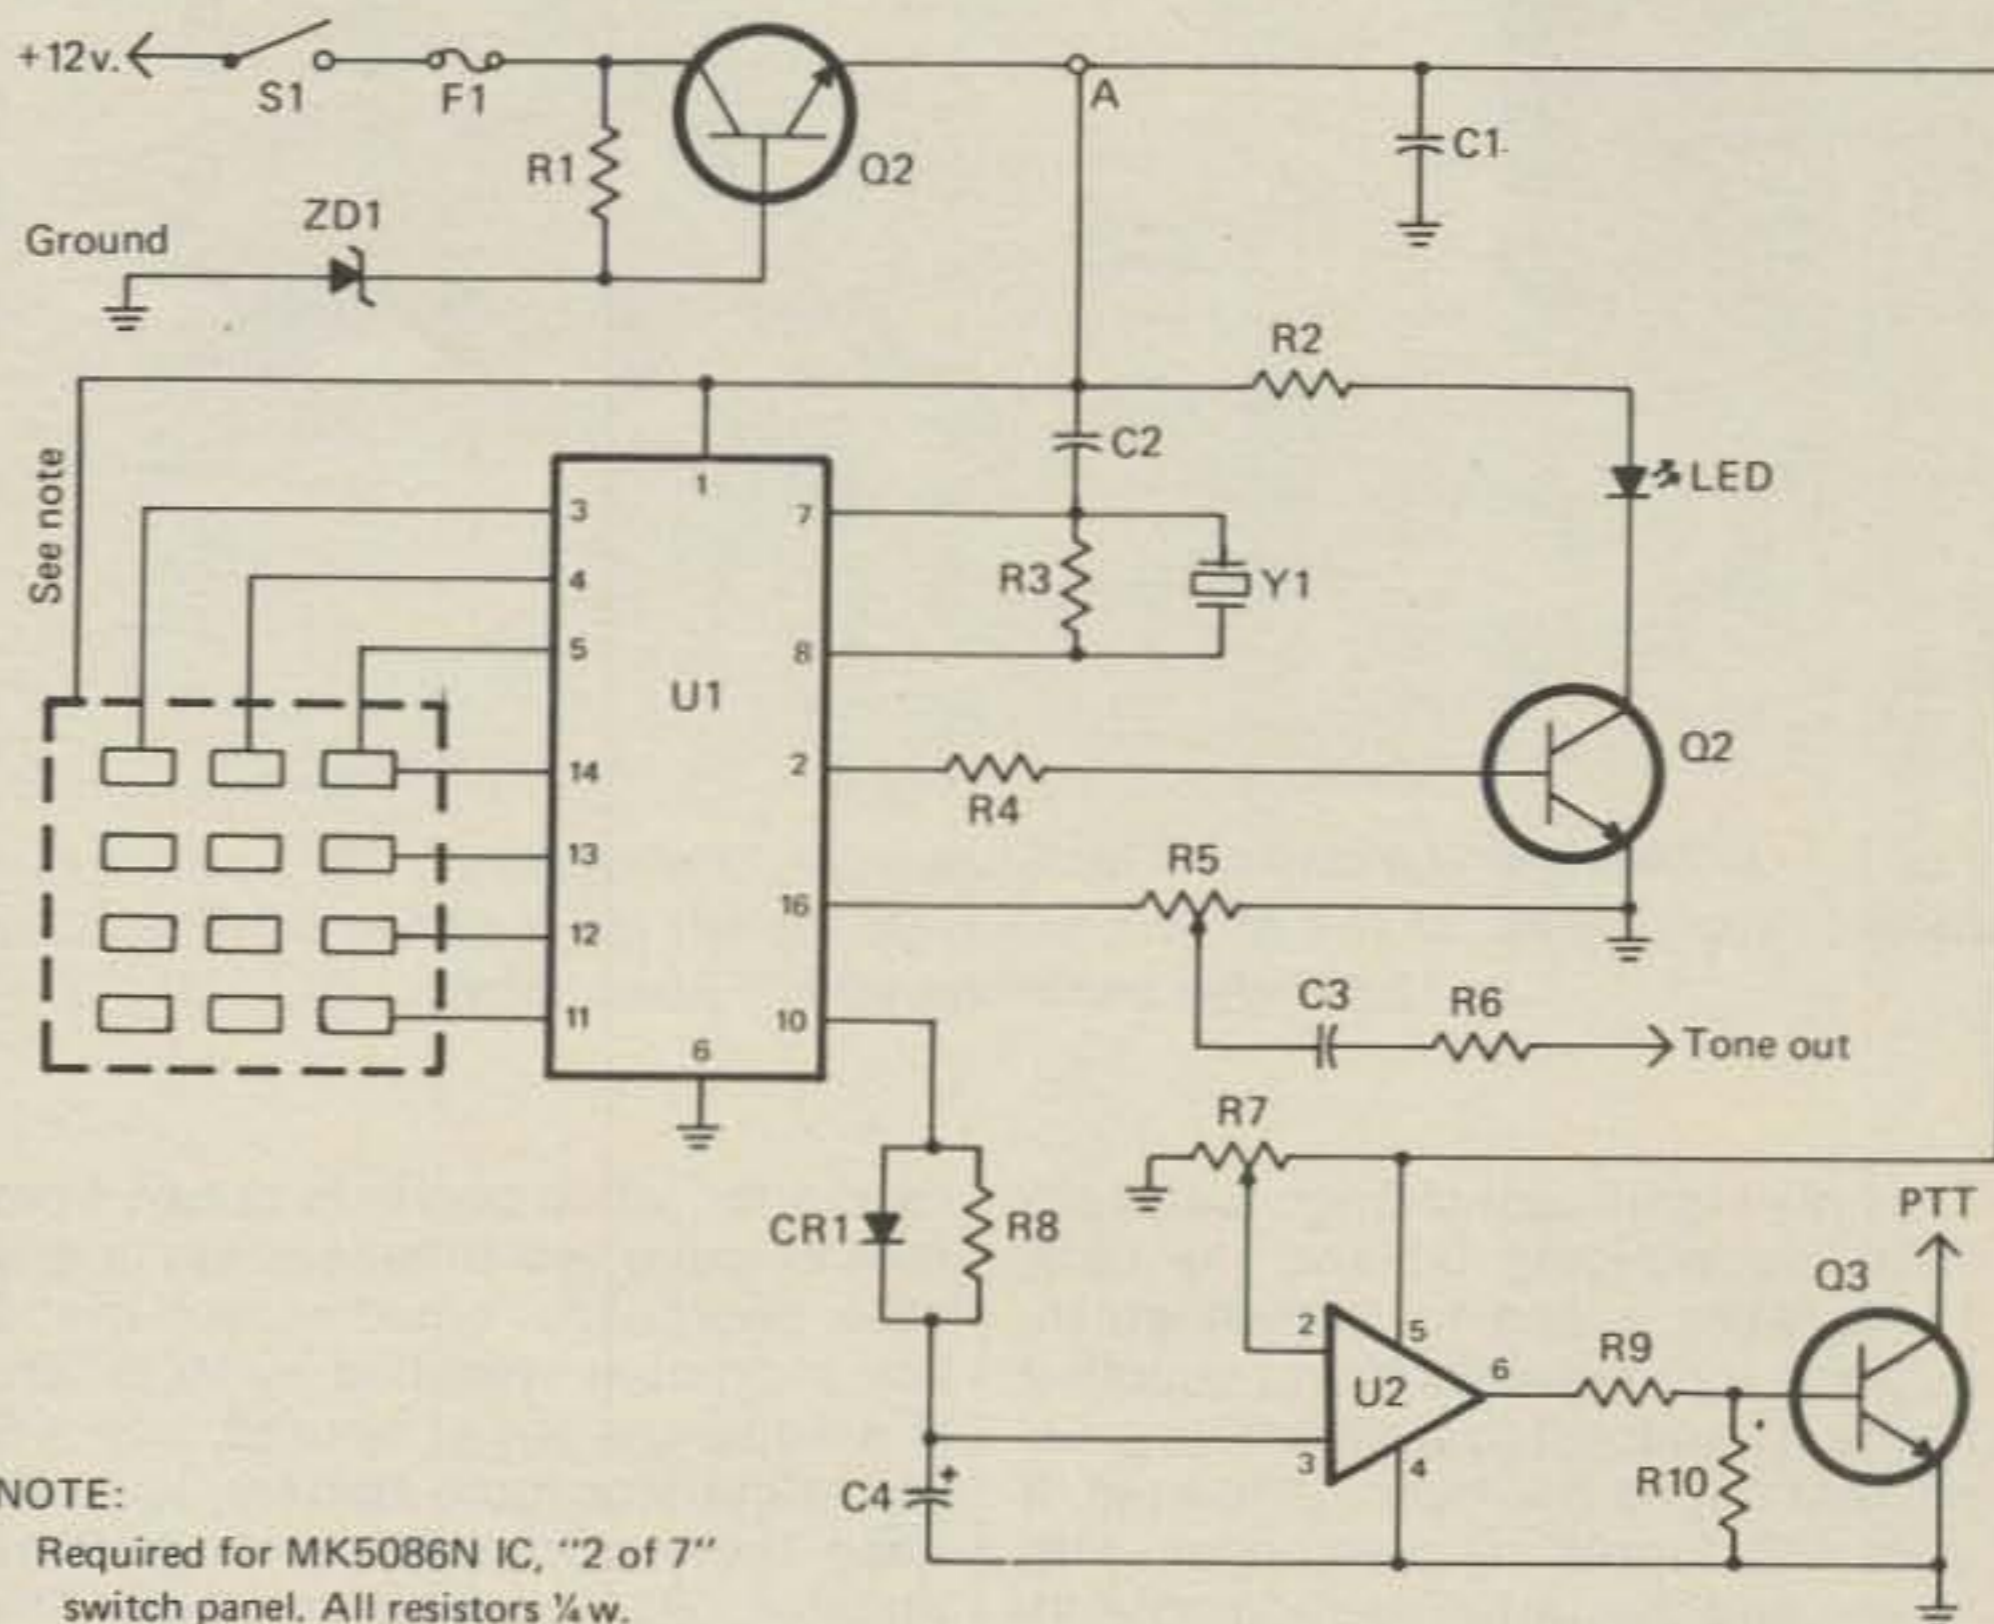 +12v.
S1
F1
R1
Q2
A
C1
Ground
ZD1
R2
See note
C2
LED
1
3
7
4
R3
Y1
5
8
U1
14
2
R4
Q2
13
R5
16
12
C3
R6
11
10
Tone out
6
R7
PTT
CR1
R8
Q3
2
5
U2
6
R9
3
4
C4
+
R10
NOTE:
Required for MK5086N IC, "2 of 7"
switch panel. All resistors ¼ w.